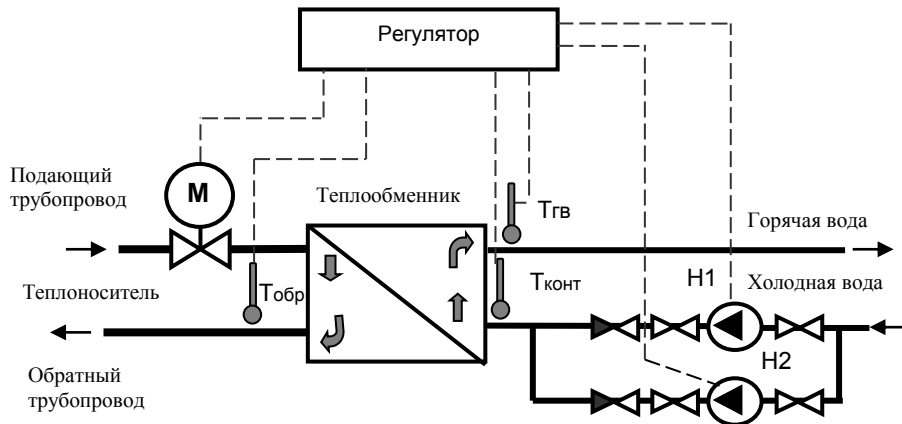 Регулятор
Подающий
трубопровод
М
Теплообменник
Тгв
Горячая вода
Теплоноситель
Тобр
Тконт
Н1
Холодная вода
Обратный
трубопровод
Н2